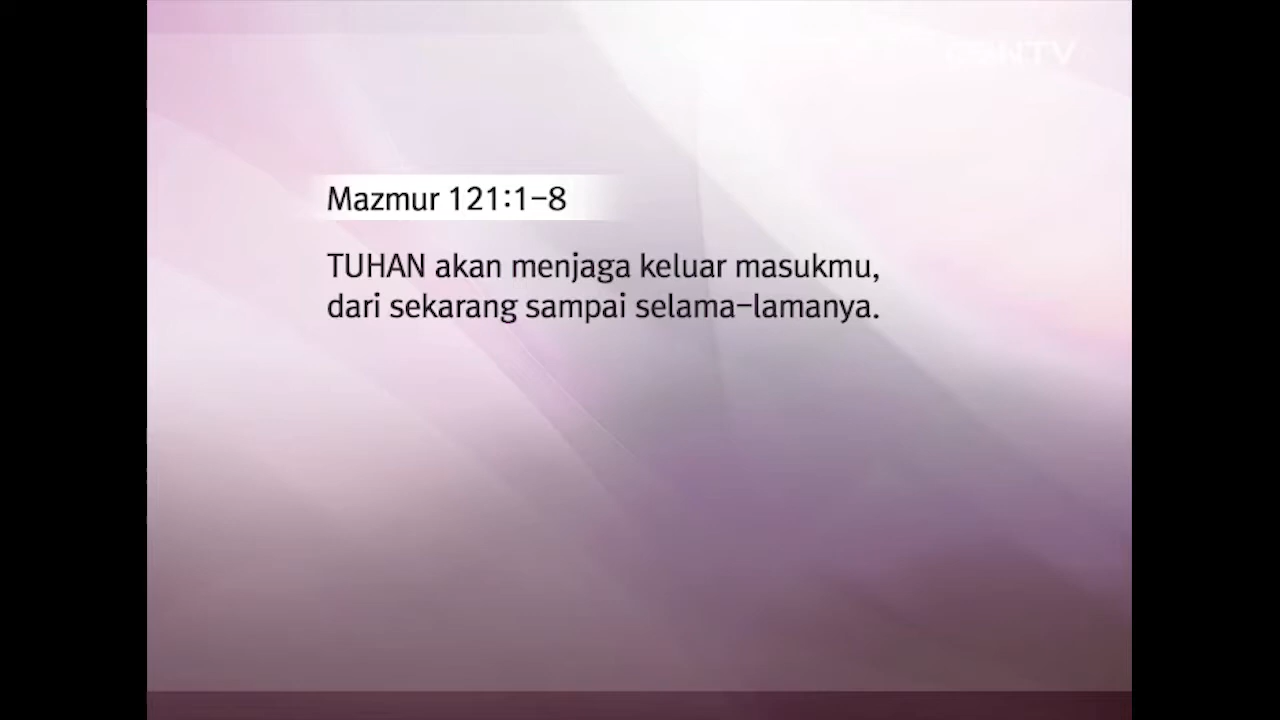 Mazmur 121:1-8
TUHAN akan menjaga keluar masukmu,
dari sekarang sampai selama-lamanya.